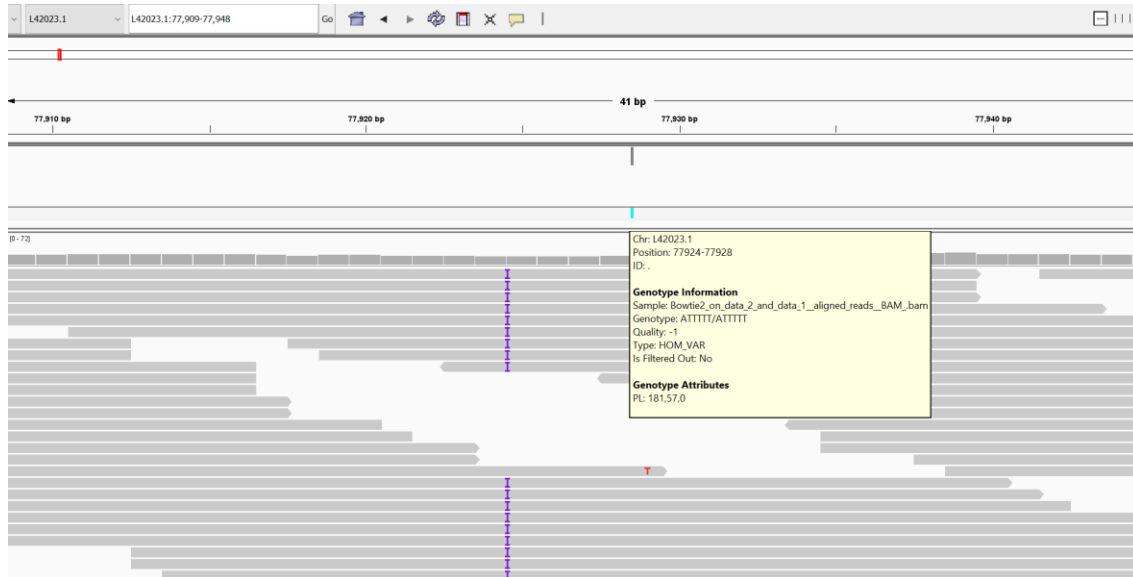 L42023.1 L42023.1:77,909-77,948 Go
41 bp
77,910 bp 77,920 bp 77,930 bp 77,940 bp
[0 - 72]
Chr: L42023.1
Position: 77924-77928
ID: .
Genotype Information
Sample: Bowtie2_on_data_2_and_data_1__aligned_reads__BAM_.bam
Genotype: ATTTTT/ATTTTT
Quality: -1
Type: HOM_VAR
Is Filtered Out: No
Genotype Attributes
PL: 181,57,0
T